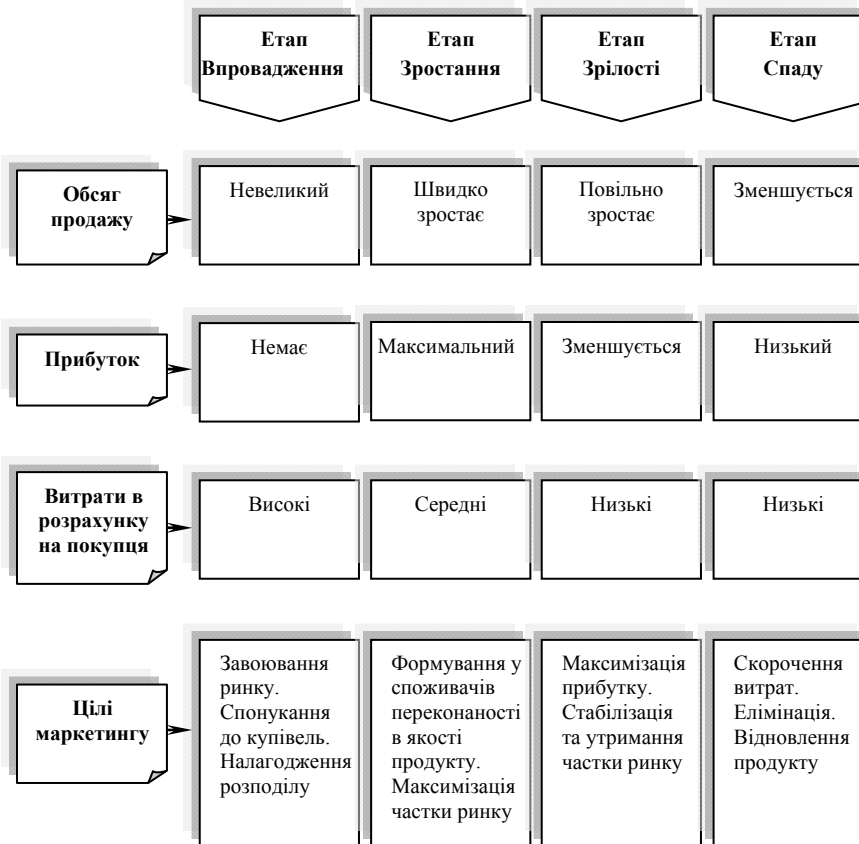 Етап
Впровадження
Етап
Зростання
Етап
Зрілості
Етап
Спаду
Обсяг
продажу
Невеликий
Швидко
зростає
Повільно
зростає
Зменшується
Прибуток
Немає
Максимальний
Зменшується
Низький
Витрати в
розрахунку
на покупця
Високі
Середні
Низькі
Низькі
Цілі
маркетингу
Завоювання
ринку.
Спонукання
до купівель.
Налагодження
розподілу
Формування у
споживачів
переконаності
в якості
продукту.
Максимізація
частки ринку
Максимізація
прибутку.
Стабілізація
та утримання
частки ринку
Скорочення
витрат.
Елімінація.
Відновлення
продукту